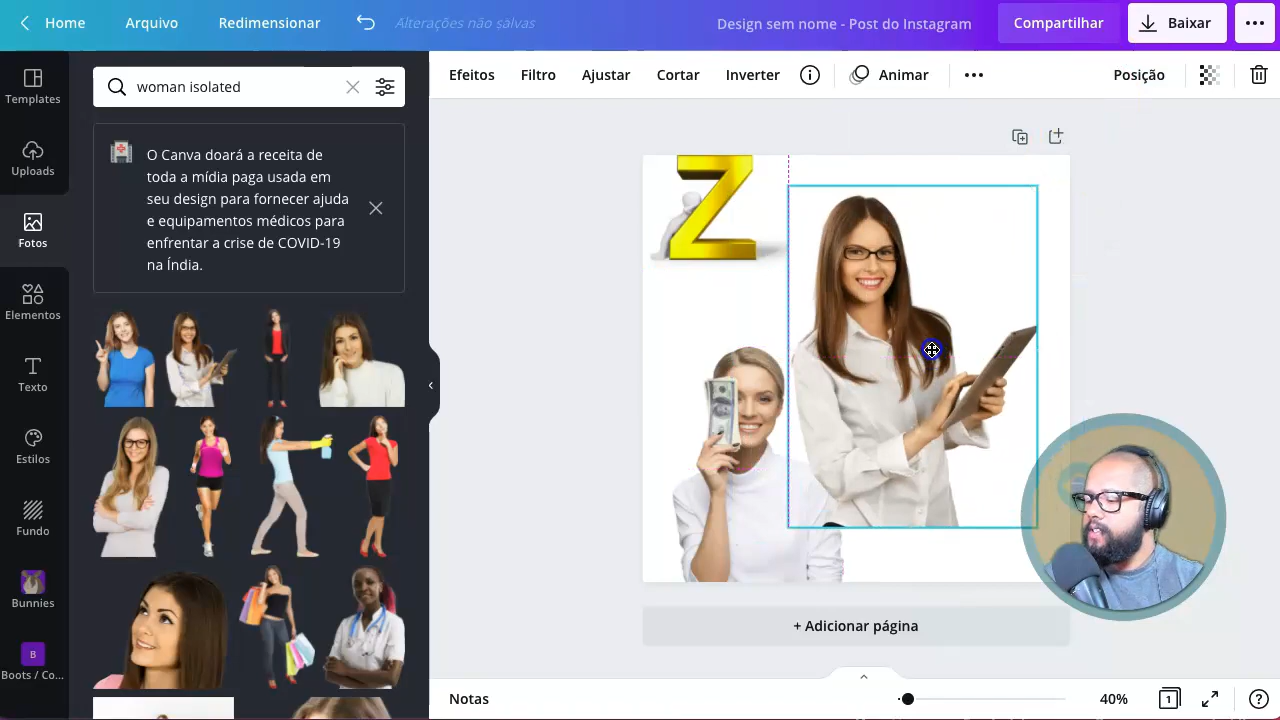 Home
Arquivo
Redimensionar
Alterações não salvas
Design sem nome - Post do Instagram
Compartilhar
Baixar
Templates
Uploads
Fotos
Elementos
Texto
Estilos
Fundo
Bunnies
B
Boots / Co...
woman isolated
O Canva doará a receita de
toda a mídia paga usada em
seu design para fornecer ajuda
e equipamentos médicos para
enfrentar a crise de COVID-19
na Índia.
Efeitos
Filtro
Ajustar
Cortar
Inverter
Animar
Posição
Z
+ Adicionar página
Notas
40%
1